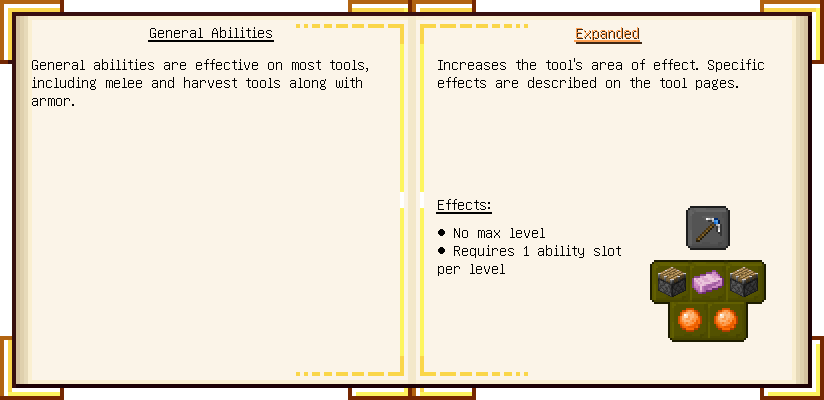 General Abilities
General abilities are effective on most tools,
including melee and harvest tools along with
armor.
Expanded
Increases the tool's area of effect. Specific
effects are described on the tool pages.
Effects:
● No max level
● Requires 1 ability slot
per level